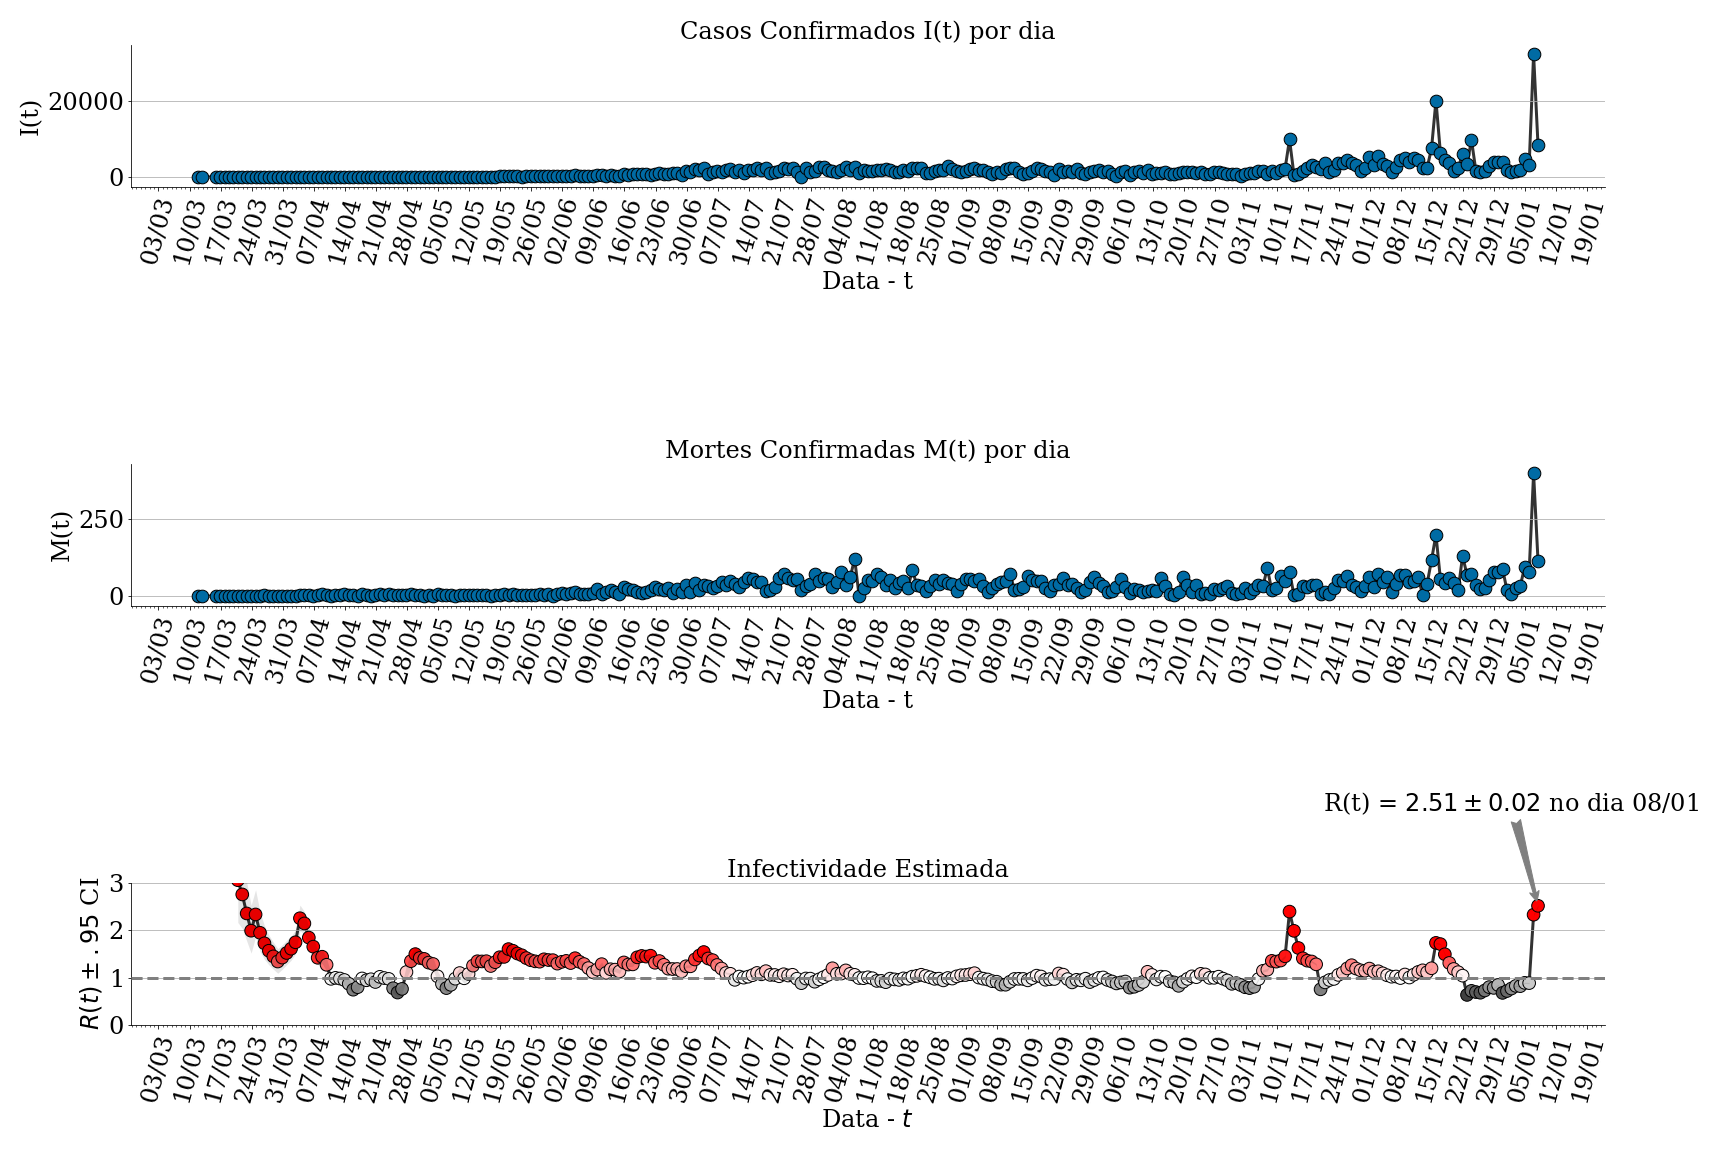 Casos Confirmados I(t) por dia
I(t)
20000
0
03/03 10/03 17/03 24/03 31/03 07/04 14/04 21/04 28/04 05/05 12/05 19/05 26/05 02/06 09/06 16/06 23/06 30/06 07/07 14/07 21/07 28/07 04/08 11/08 18/08 25/08 01/09 08/09 15/09 22/09 29/09 06/10 13/10 20/10 27/10 03/11 10/11 17/11 24/11 01/12 08/12 15/12 22/12 29/12 05/01 12/01 19/01
Data - t
Mortes Confirmadas M(t) por dia
M(t)
250
0
03/03 10/03 17/03 24/03 31/03 07/04 14/04 21/04 28/04 05/05 12/05 19/05 26/05 02/06 09/06 16/06 23/06 30/06 07/07 14/07 21/07 28/07 04/08 11/08 18/08 25/08 01/09 08/09 15/09 22/09 29/09 06/10 13/10 20/10 27/10 03/11 10/11 17/11 24/11 01/12 08/12 15/12 22/12 29/12 05/01 12/01 19/01
Data - t
R(t) = 2.51 ± 0.02 no dia 08/01
Infectividade Estimada
R(t) ± .95 CI
3
2
1
0
03/03 10/03 17/03 24/03 31/03 07/04 14/04 21/04 28/04 05/05 12/05 19/05 26/05 02/06 09/06 16/06 23/06 30/06 07/07 14/07 21/07 28/07 04/08 11/08 18/08 25/08 01/09 08/09 15/09 22/09 29/09 06/10 13/10 20/10 27/10 03/11 10/11 17/11 24/11 01/12 08/12 15/12 22/12 29/12 05/01 12/01 19/01
Data - t